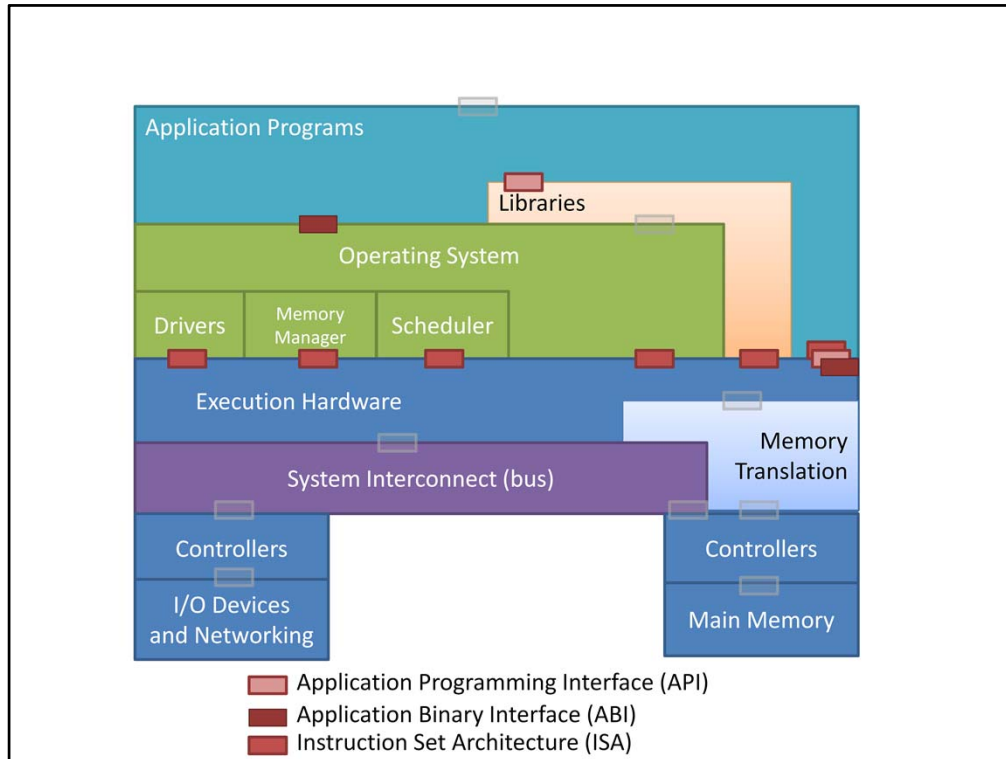 Application Programs
Libraries
Operating System
Drivers
Memory
Manager
Scheduler
Execution Hardware
Memory
Translation
System Interconnect (bus)
Controllers
Controllers
I/O Devices
and Networking
Main Memory
Application Programming Interface (API)
Application Binary Interface (ABI)
Instruction Set Architecture (ISA)